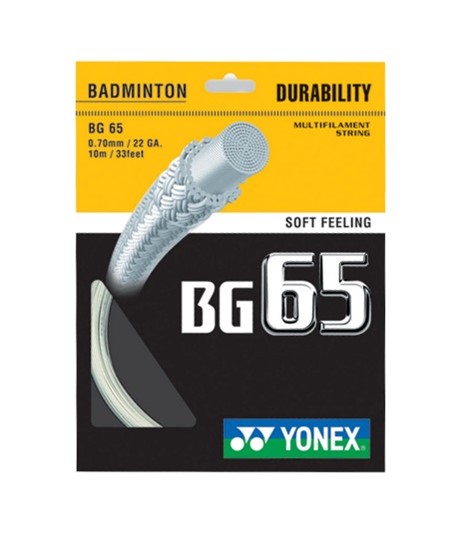 BADMINTON
DURABILITY
BG 65
0.70mm / 22 GA.
10m / 33feet
MULTIFILAMENT
STRING
SOFT FEELING
BG65
YONEX®